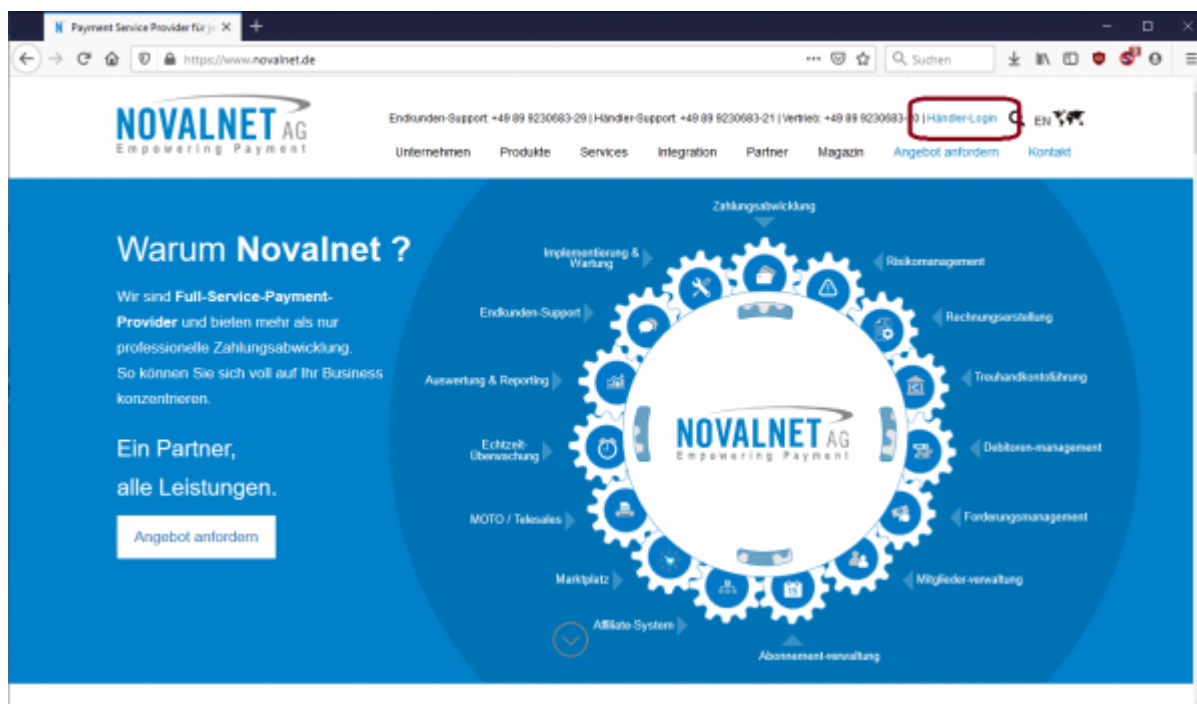 Payment Service Provider für j
https://www.novalnet.de
Suchen
NOVALNET AG
Empowering Payment
Endkunden-Support: +49 89 9230683-29 | Händler-Support: +49 89 9230683-21 | Vertrieb: +49 89 9230683- 0 | Händler-Login
EN
Unternehmen Produkte Services Integration Partner Magazin Angebot anfordern Kontakt
Warum Novalnet ?
Wir sind Full-Service-Payment-
Provider und bieten mehr als nur
professionelle Zahlungsabwicklung.
So können Sie sich voll auf Ihr Business
konzentrieren.
Ein Partner,
alle Leistungen.
Angebot anfordern
Zahlungsabwicklung
Implementierung &
Wartung
Risikomanagement
Endkunden-Support
Rechnungserstellung
Auswertung & Reporting
Treuhandkontoführung
NOVALNET AG
Empowering Payment
Echtzeit-
Überwachung
Debitoren-management
MOTO / Telesales
Forderungsmanagement
Marktplatz
Mitglieder-verwaltung
Affiliate-System
15
Abonnement-verwaltung